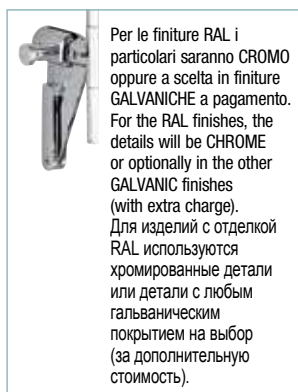 Per le finiture RAL i
particolari saranno CROMO
oppure a scelta in finiture
GALVANICHE a pagamento.
For the RAL finishes, the
details will be CHROME
or optionally in the other
GALVANIC finishes
(with extra charge).
Для изделий с отделкой
RAL используются
хромированные детали
или детали с любым
гальваническим
покрытием на выбор
(за дополнительную
стоимость).